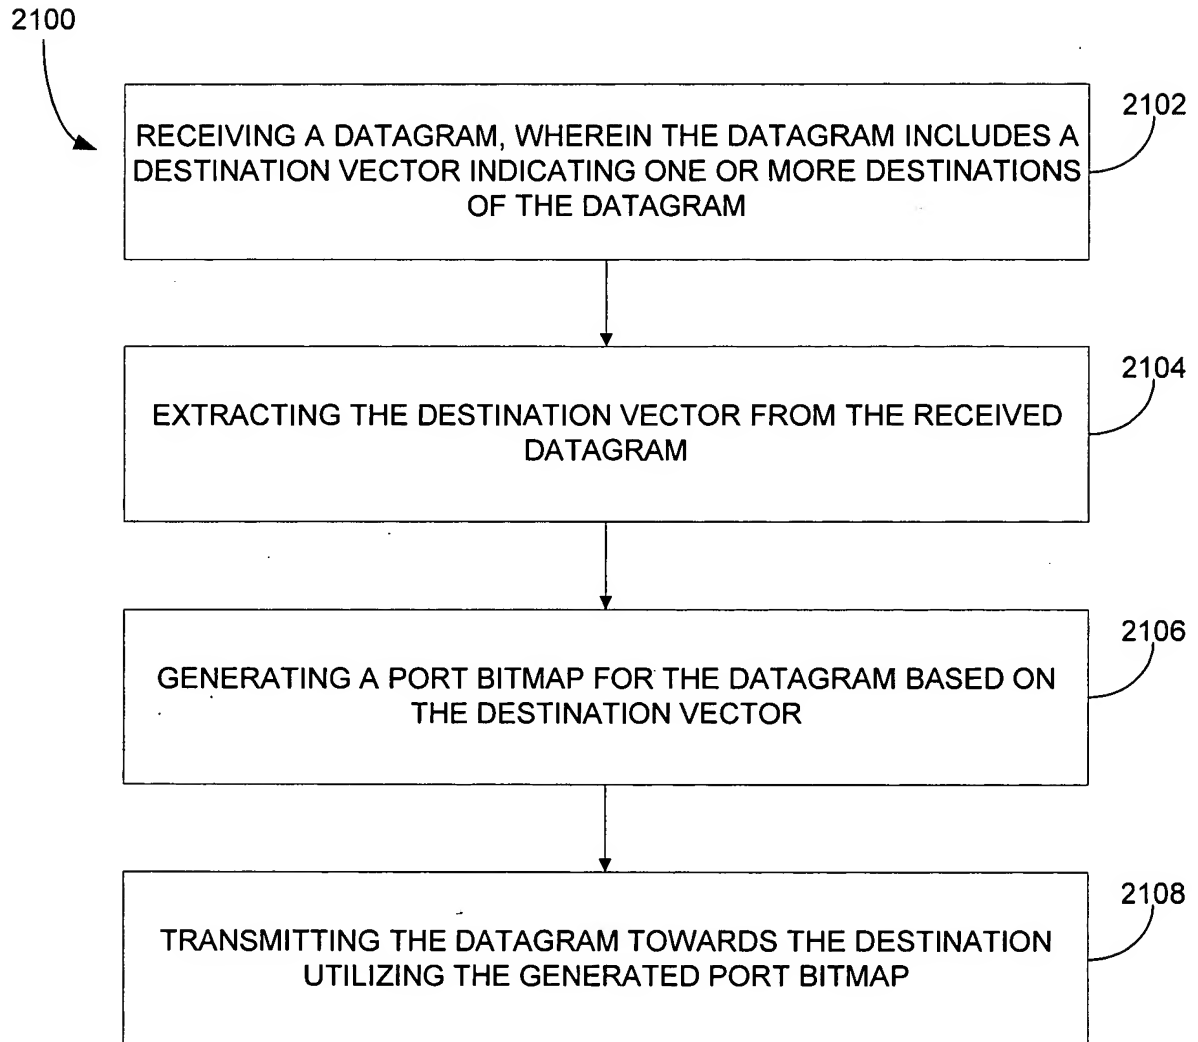 2100
2102
RECEIVING A DATAGRAM, WHEREIN THE DATAGRAM INCLUDES A
DESTINATION VECTOR INDICATING ONE OR MORE DESTINATIONS
OF THE DATAGRAM
2104
EXTRACTING THE DESTINATION VECTOR FROM THE RECEIVED
DATAGRAM
2106
GENERATING A PORT BITMAP FOR THE DATAGRAM BASED ON
THE DESTINATION VECTOR
2108
TRANSMITTING THE DATAGRAM TOWARDS THE DESTINATION
UTILIZING THE GENERATED PORT BITMAP